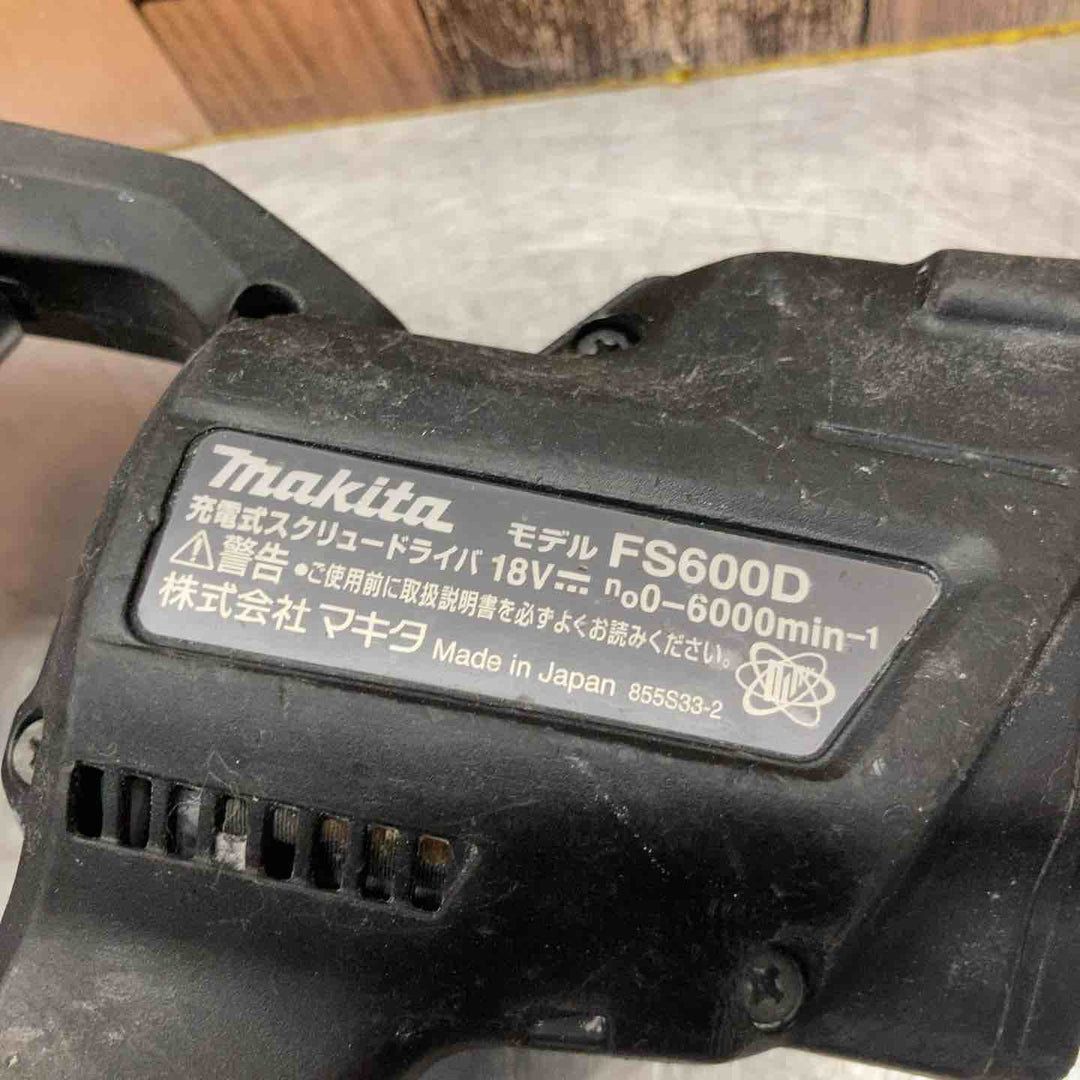 makita
モデル FS600D
充電式スクリュードライバ 18V n₀0-6000min-1
警告 •ご使用前に取扱説明書を必ずよくお読みください。
株式会社 マキタ Made in Japan 855S33-2